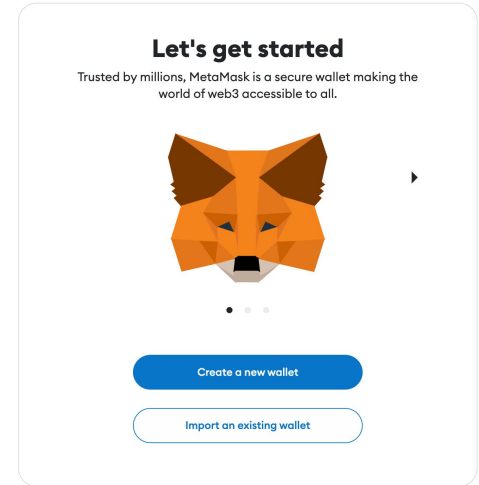 Let's get started
Trusted by millions, MetaMask is a secure wallet making the
world of web3 accessible to all.
Create a new wallet
Import an existing wallet